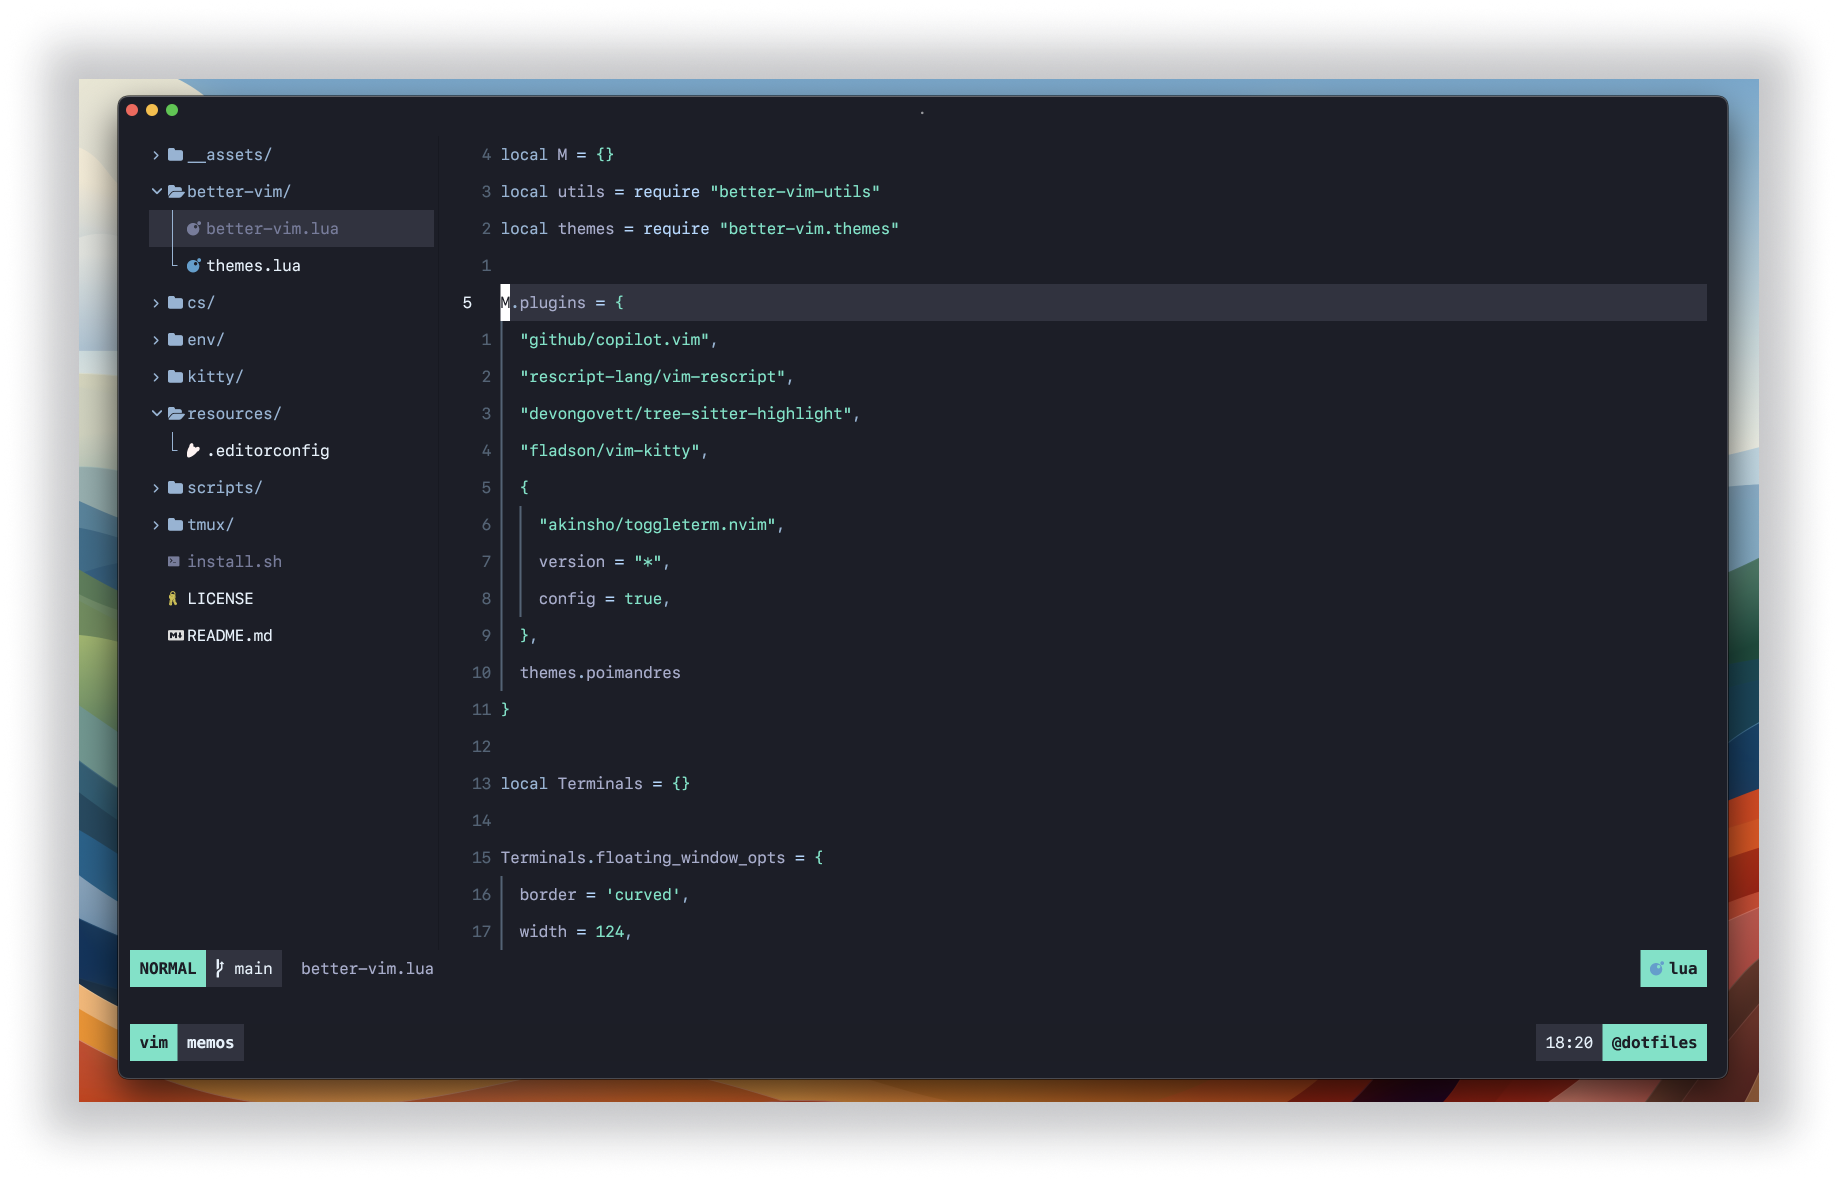 __assets/
better-vim/
better-vim.lua
themes.lua
cs/
env/
kitty/
resources/
.editorconfig
scripts/
tmux/
install.sh
LICENSE
README.md
4 local M = {}
3 local utils = require "better-vim-utils"
2 local themes = require "better-vim.themes"
1
5 M.plugins = {
1 "github/copilot.vim",
2 "rescript-lang/vim-rescript",
3 "devongovett/tree-sitter-highlight",
4 "fladson/vim-kitty",
5 {
6 "akinsho/toggleterm.nvim",
7 version = "*",
8 config = true,
9 },
10 themes.poimandres
11 }
12
13 local Terminals = {}
14
15 Terminals.floating_window_opts = {
16 border = 'curved',
17 width = 124,
NORMAL main better-vim.lua lua
vim memos 18:20 @dotfiles